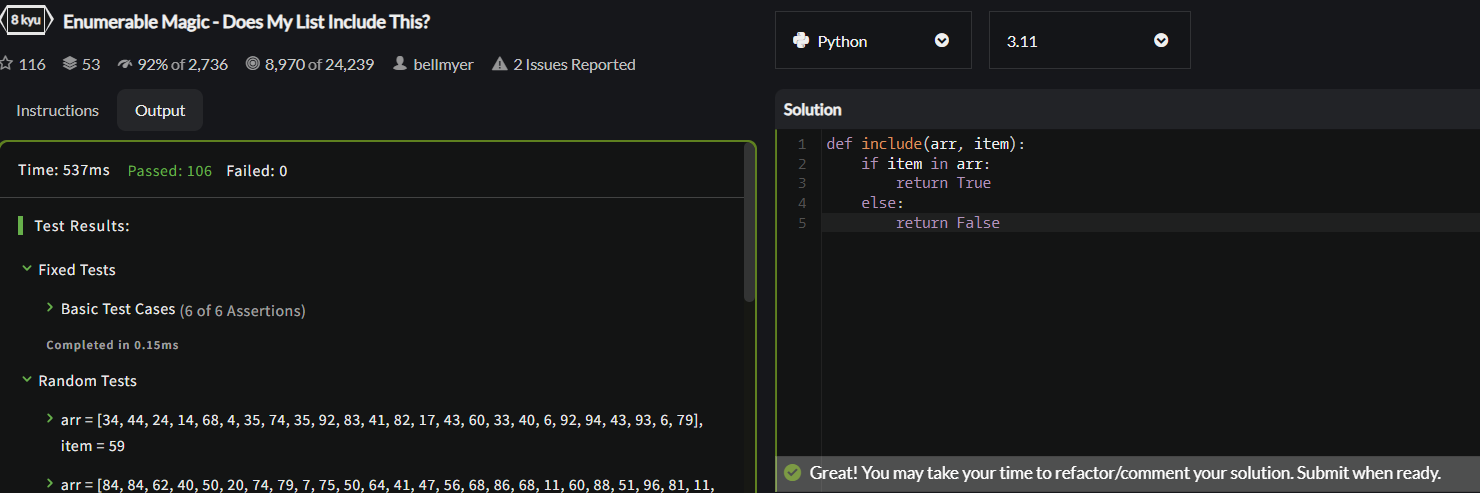 8 kyu Enumerable Magic - Does My List Include This?
116 53 92% of 2,736 8,970 of 24,239 bellmyer 2 Issues Reported
Instructions Output
Time: 537ms Passed: 106 Failed: 0
Test Results:
Fixed Tests
Basic Test Cases (6 of 6 Assertions)
Completed in 0.15ms
Random Tests
arr = [34, 44, 24, 14, 68, 4, 35, 74, 35, 92, 83, 41, 82, 17, 43, 60, 33, 40, 6, 92, 94, 43, 93, 6, 79],
item = 59
arr = [84, 84, 62, 40, 50, 20, 74, 79, 7, 75, 50, 64, 41, 47, 56, 68, 86, 68, 11, 60, 88, 51, 96, 81, 11,
Python 3.11
Solution
1 def include(arr, item):
2     if item in arr:
3         return True
4     else:
5         return False
Great! You may take your time to refactor/comment your solution. Submit when ready.